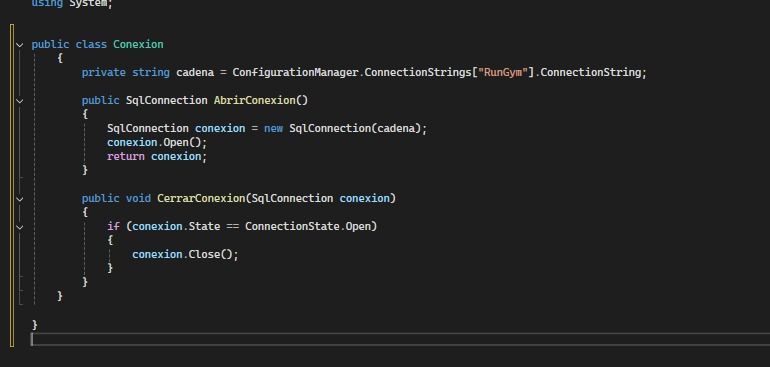 using System;
public class Conexion
{
private string cadena = ConfigurationManager.ConnectionStrings["RunGym"].ConnectionString;
public SqlConnection AbrirConexion()
{
SqlConnection conexion = new SqlConnection(cadena);
conexion.Open();
return conexion;
}
public void CerrarConexion(SqlConnection conexion)
{
if (conexion.State == ConnectionState.Open)
{
conexion.Close();
}
}
}
}